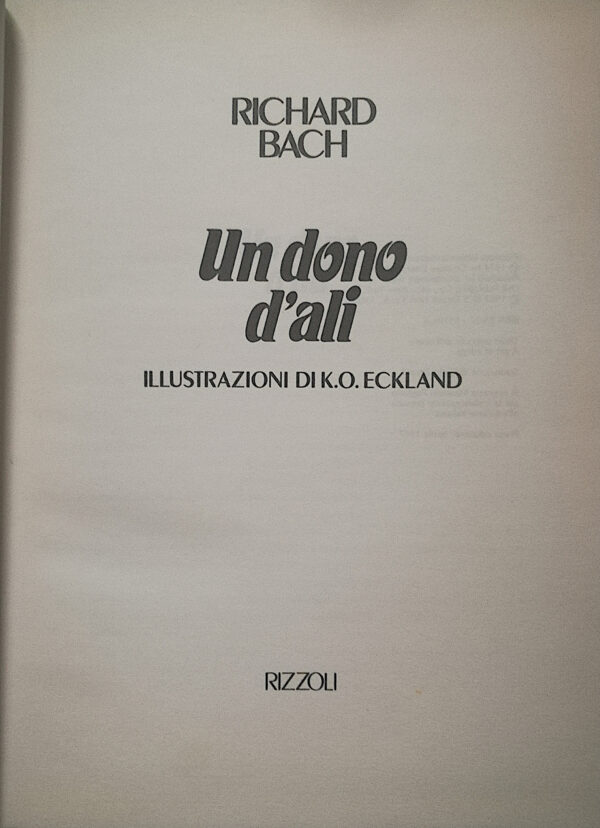 RICHARD
BACH
Un dono
d'ali
ILLUSTRAZIONI DI K.O. ECKLAND
RIZZOLI